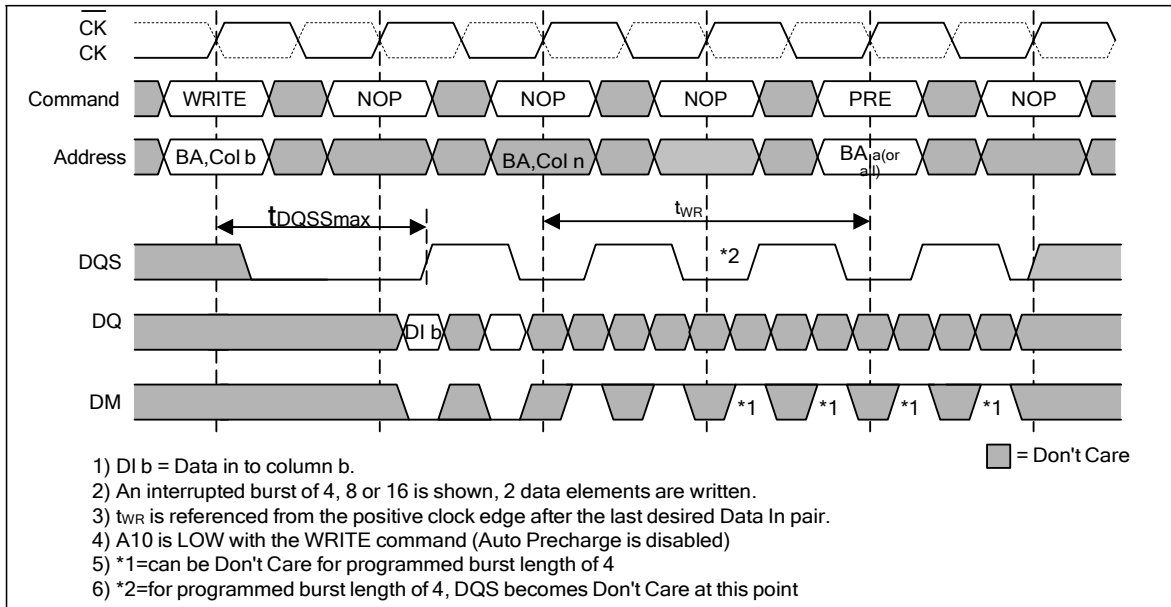 CK
CK
Command WRITE NOP NOP NOP PRE NOP
Address BA,Col b BA,Col n BA a(or all)
tDQSSmax tWR
DQS *2
DQ DI b
DM *1 *1 *1 *1
= Don't Care
1) DI b = Data in to column b.
2) An interrupted burst of 4, 8 or 16 is shown, 2 data elements are written.
3) tWR is referenced from the positive clock edge after the last desired Data In pair.
4) A10 is LOW with the WRITE command (Auto Precharge is disabled)
5) *1=can be Don't Care for programmed burst length of 4
6) *2=for programmed burst length of 4, DQS becomes Don't Care at this point